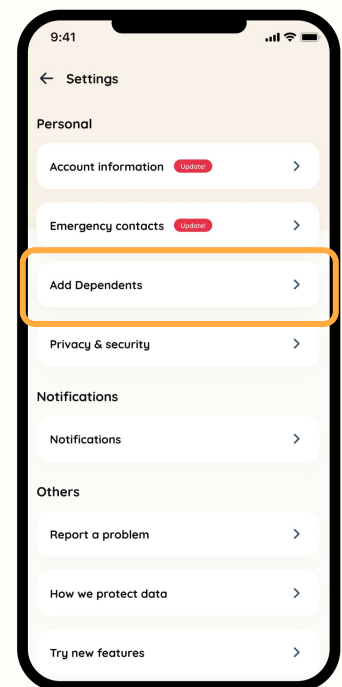 9:41
← Settings
Personal
Account information Update!
Emergency contacts Update!
Add Dependents
Privacy & security
Notifications
Notifications
Others
Report a problem
How we protect data
Try new features